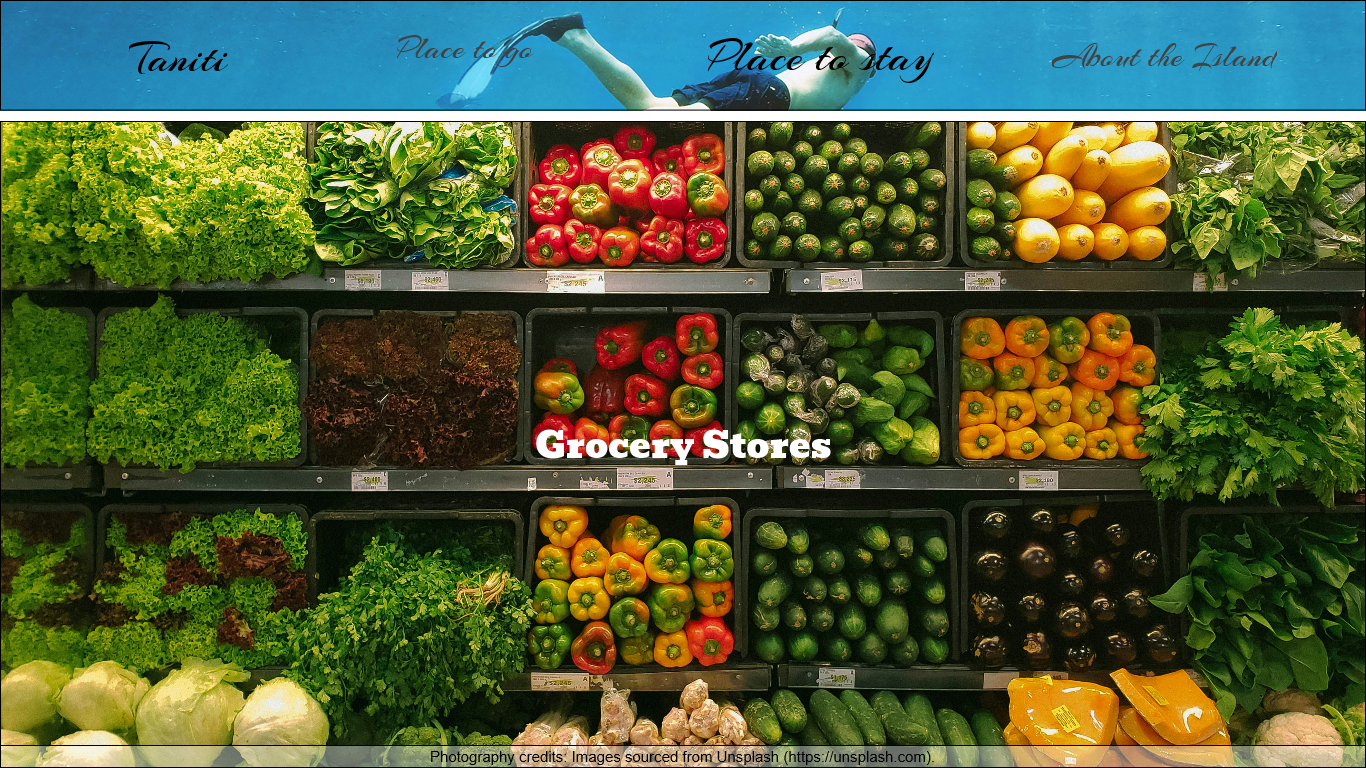 Taniti
Place to go
Place to stay
About the Island
Grocery Stores
Photography credits: Images sourced from Unsplash (https://unsplash.com).